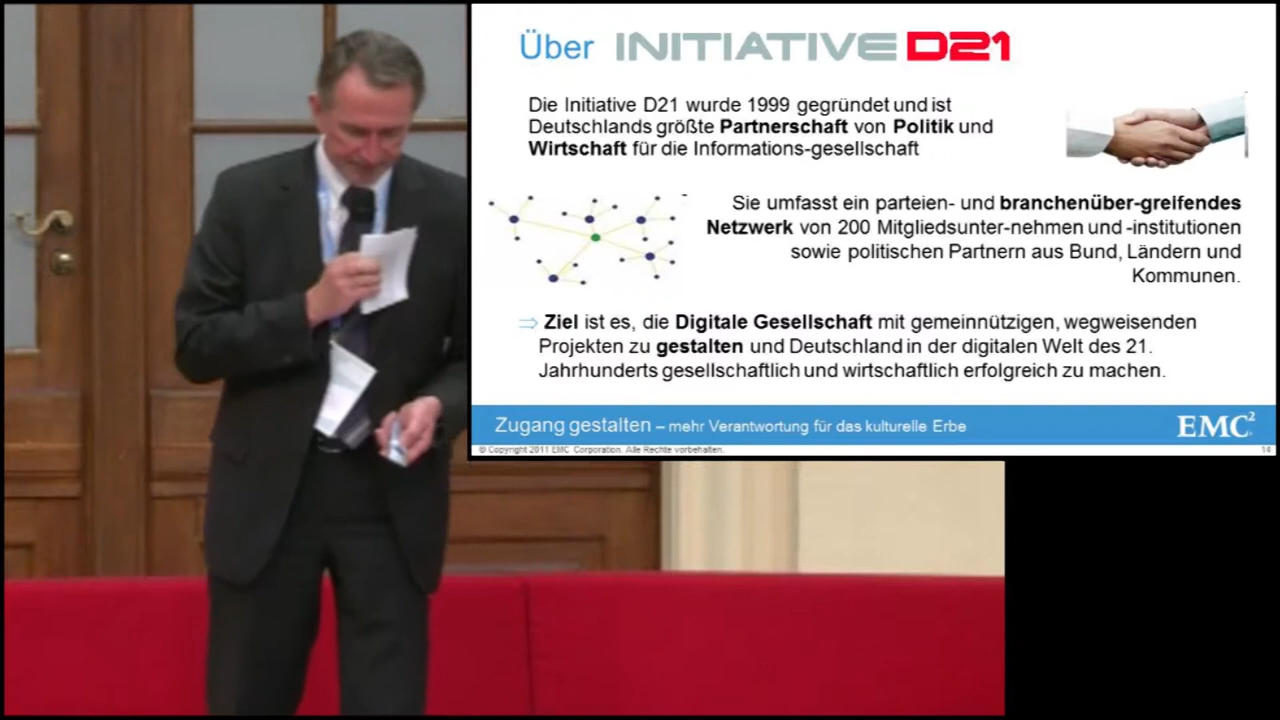 Über INITIATIVE D21
Die Initiative D21 wurde 1999 gegründet und ist
Deutschlands größte Partnerschaft von Politik und
Wirtschaft für die Informations-gesellschaft
Sie umfasst ein parteien- und branchenüber-greifendes
Netzwerk von 200 Mitgliedsunter-nehmen und -institutionen
sowie politischen Partnern aus Bund, Ländern und
Kommunen.
⇒ Ziel ist es, die Digitale Gesellschaft mit gemeinnützigen, wegweisenden
Projekten zu gestalten und Deutschland in der digitalen Welt des 21.
Jahrhunderts gesellschaftlich und wirtschaftlich erfolgreich zu machen.
Zugang gestalten – mehr Verantwortung für das kulturelle Erbe
EMC²
© Copyright 2011 EMC Corporation. Alle Rechte vorbehalten.
14